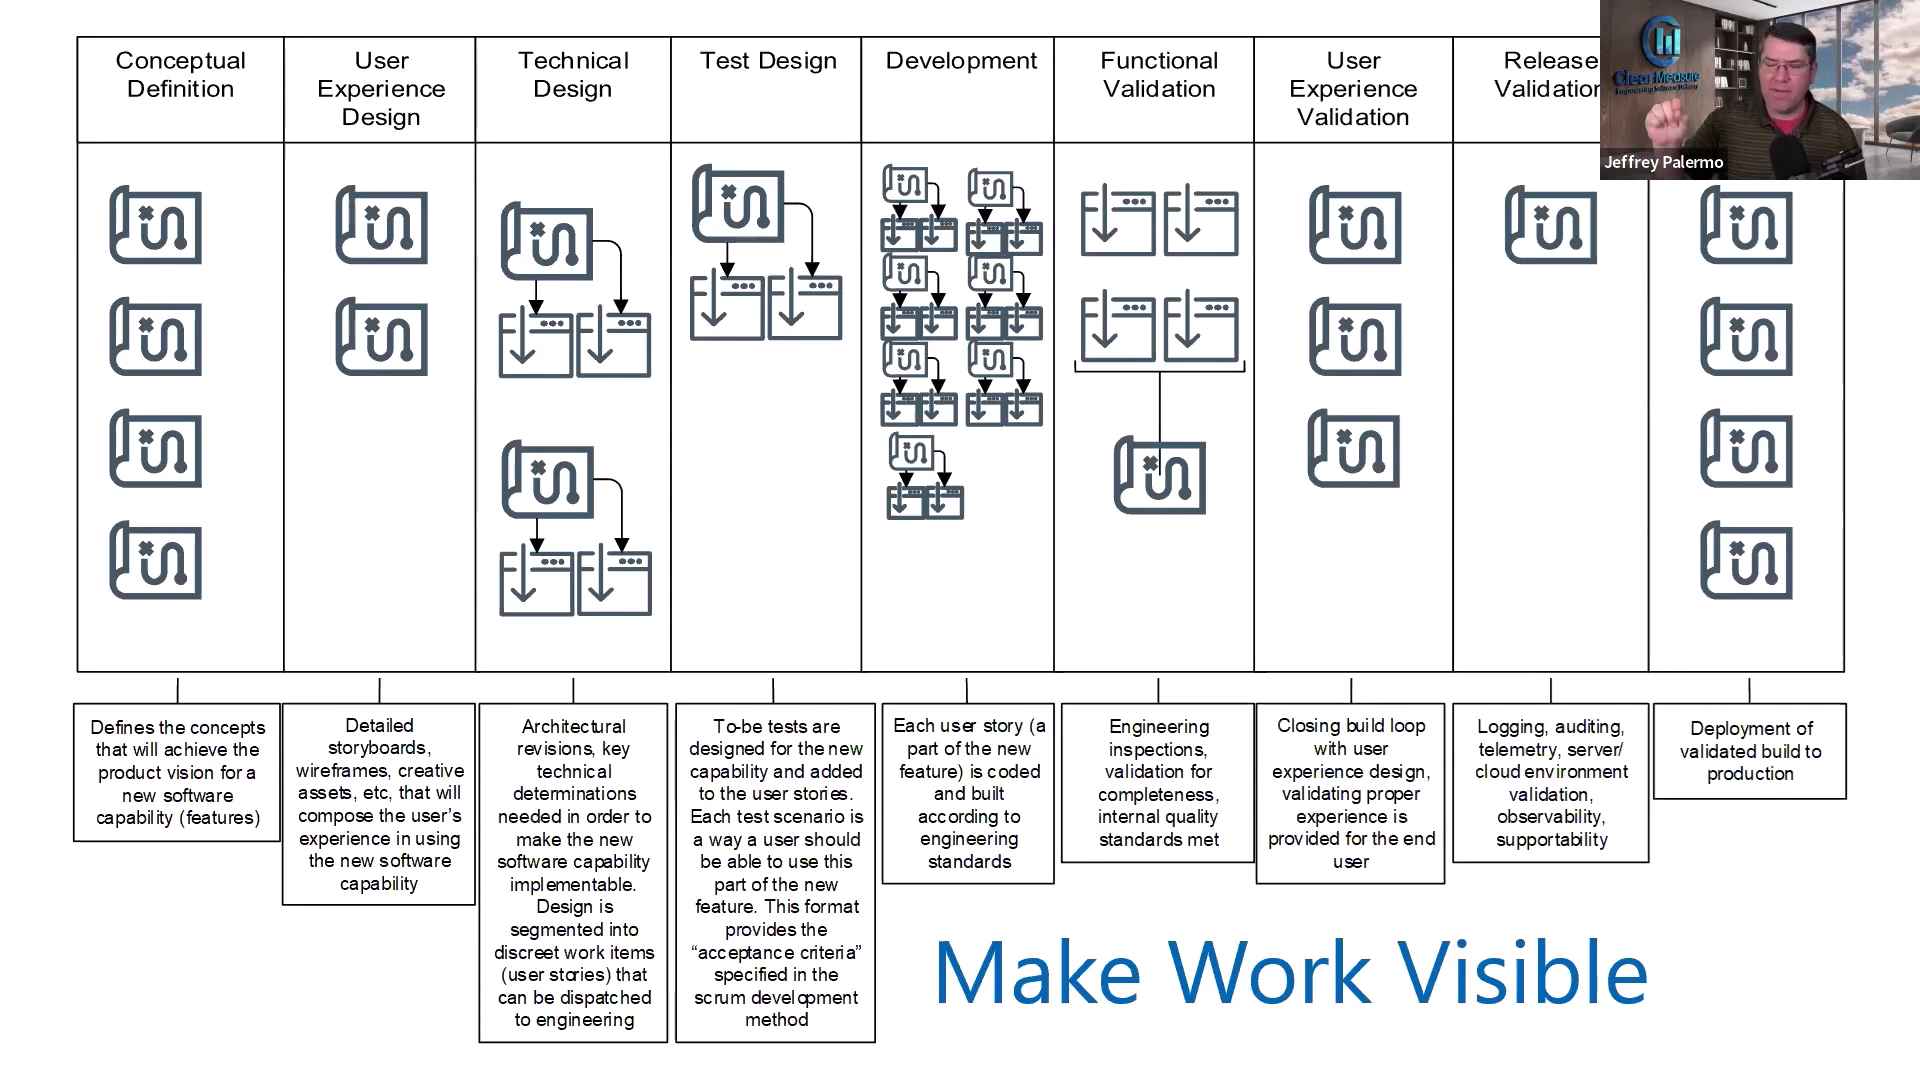 Conceptual
Definition
User
Experience
Design
Technical
Design
Test Design
Development
Functional
Validation
User
Experience
Validation
Release
Validation
ClearMeasure
Jeffrey Palermo
Defines the concepts
that will achieve the
product vision for a
new software
capability (features)
Detailed
storyboards,
wireframes, creative
assets, etc, that will
compose the user's
experience in using
the new software
capability
Architectural
revisions, key
technical
determinations
needed in order to
make the new
software capability
implementable.
Design is
segmented into
discreet work items
(user stories) that
can be dispatched
to engineering
To-be tests are
designed for the new
capability and added
to the user stories.
Each test scenario is
a way a user should
be able to use this
part of the new
feature. This format
provides the
“acceptance criteria”
specified in the
scrum development
method
Each user story (a
part of the new
feature) is coded
and built
according to
engineering
standards
Engineering
inspections,
validation for
completeness,
internal quality
standards met
Closing build loop
with user
experience design,
validating proper
experience is
provided for the end
user
Logging, auditing,
telemetry, server/
cloud environment
validation,
observability,
supportability
Deployment of
validated build to
production
Make Work Visible